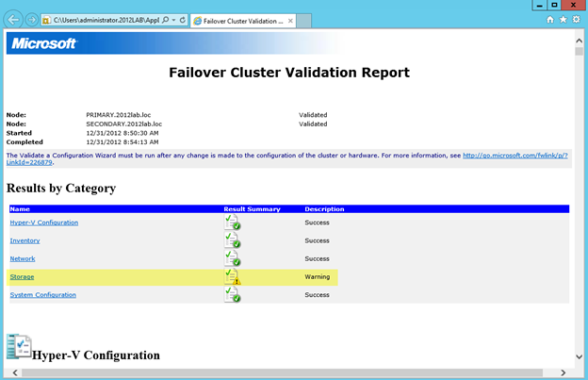 C:\Users\administrator.2012LAB\Appl
Failover Cluster Validation ...
Microsoft
Failover Cluster Validation Report
Node: PRIMARY.2012lab.loc Validated
Node: SECONDARY.2012lab.loc Validated
Started 12/31/2012 8:50:30 AM
Completed 12/31/2012 8:54:13 AM
The Validate a Configuration Wizard must be run after any change is made to the configuration of the cluster or hardware. For more information, see http://go.microsoft.com/fwlink/p/?
LinkId=226879.
Results by Category
Name Result Summary Description
Hyper-V Configuration Success
Inventory Success
Network Success
Storage Warning
System Configuration Success
Hyper-V Configuration